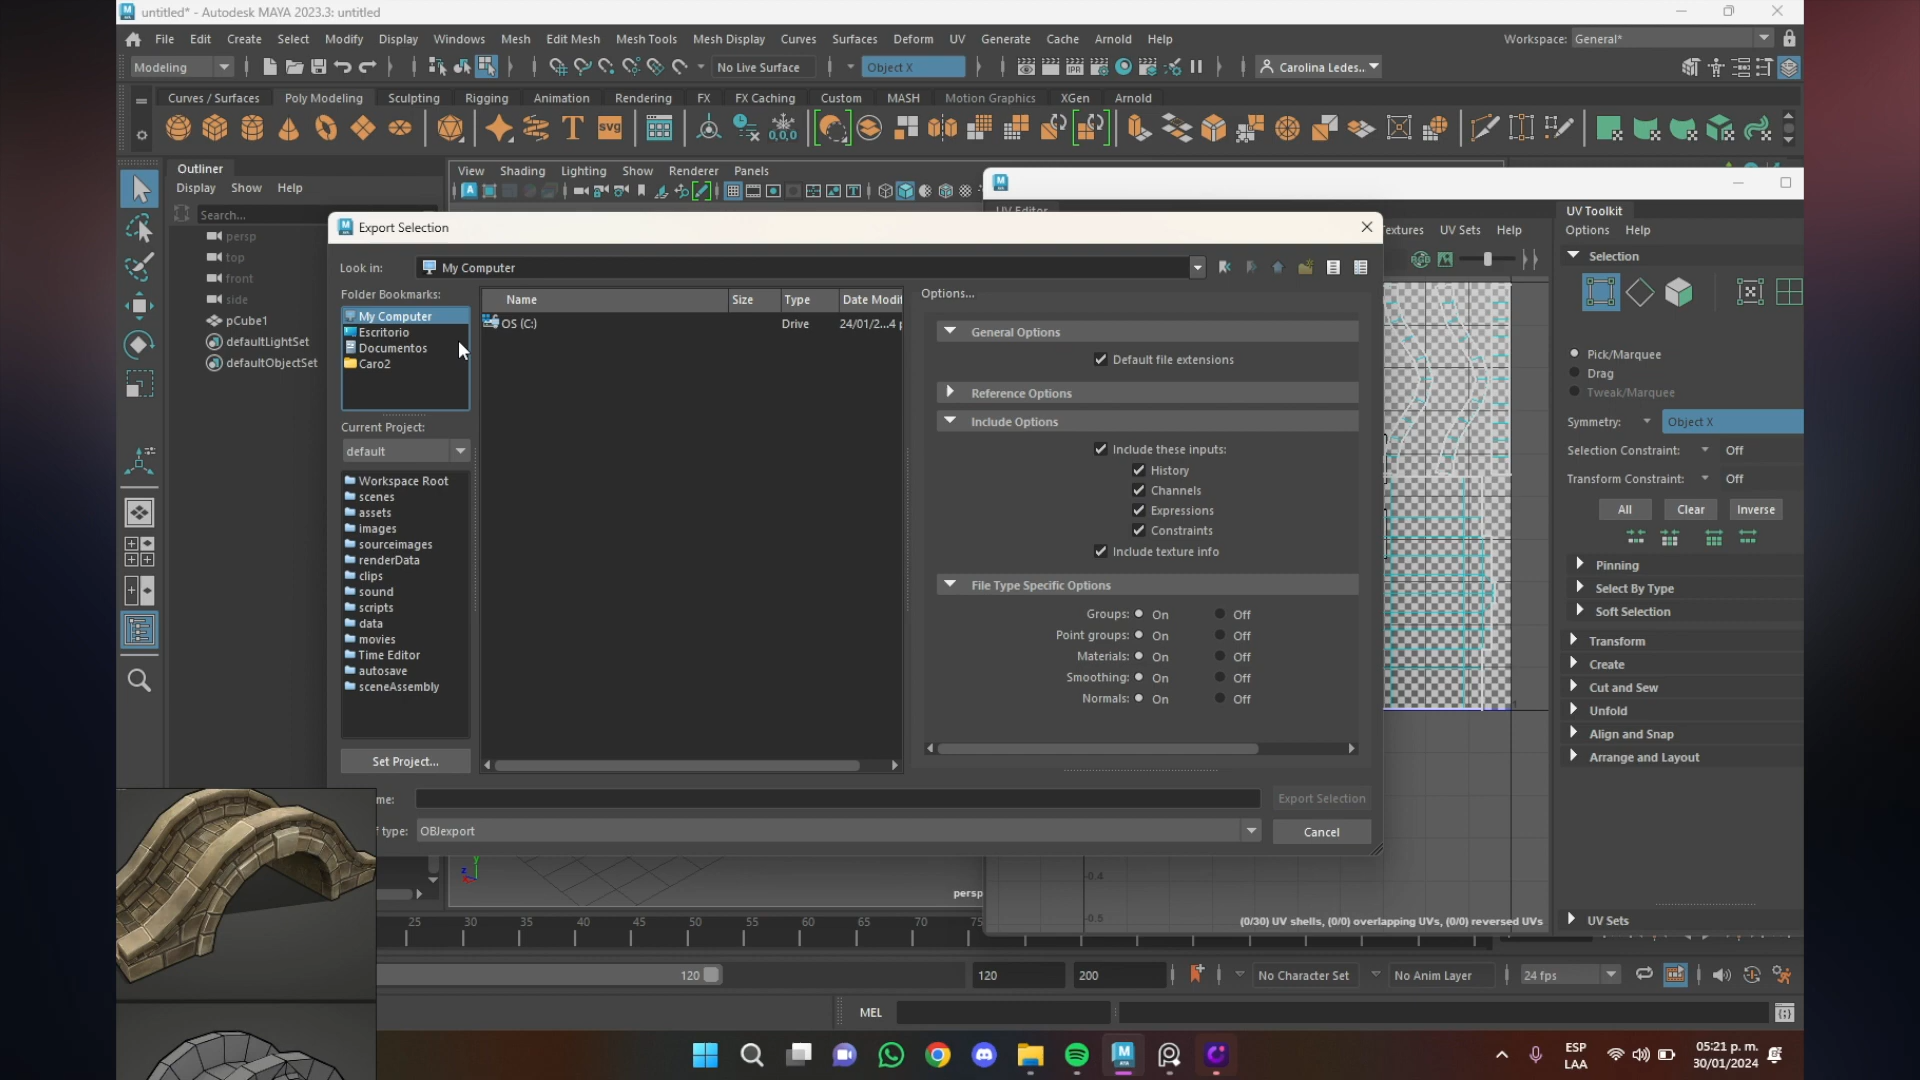 untitled* - Autodesk MAYA 2023.3: untitled
File Edit Create Select Modify Display Windows Mesh Edit Mesh Mesh Tools Mesh Display Curves Surfaces Deform UV Generate Cache Arnold Help
Workspace: General*
Modeling
No Live Surface
Object X
Carolina Ledes..
Curves / Surfaces Poly Modeling Sculpting Rigging Animation Rendering FX FX Caching Custom MASH Motion Graphics XGen Arnold
SVG
0,0,0
Outliner
Display Show Help
Search...
persp
top
front
side
pCube1
defaultLightSet
defaultObjectSet
View Shading Lighting Show Renderer Panels
UV Editor
Textures UV Sets Help
Export Selection
Look in: My Computer
Folder Bookmarks:
My Computer
Escritorio
Documentos
Caro2
Current Project:
default
Workspace Root
scenes
assets
images
sourceimages
renderData
clips
sound
scripts
data
movies
Time Editor
autosave
sceneAssembly
Set Project...
Name Size Type Date Modif
OS (C:) Drive 24/01/2...4 p
Options...
General Options
Default file extensions
Reference Options
Include Options
Include these inputs:
History
Channels
Expressions
Constraints
Include texture info
File Type Specific Options
Groups: On Off
Point groups: On Off
Materials: On Off
Smoothing: On Off
Normals: On Off
me:
Export Selection
f type: OBJexport
Cancel
UV Toolkit
Options Help
Selection
Pick/Marquee
Drag
Tweak/Marquee
Symmetry: Object X
Selection Constraint: Off
Transform Constraint: Off
All Clear Inverse
Pinning
Select By Type
Soft Selection
Transform
Create
Cut and Sew
Unfold
Align and Snap
Arrange and Layout
UV Sets
1
-0.4
-0.5
y
z
persp
(0/30) UV shells, (0/0) overlapping UVs, (0/0) reversed UVs
25 30 35 40 45 50 55 60 65 70 75
120
120
200
No Character Set
No Anim Layer
24 fps
MEL
ESP
LAA
05:21 p. m.
30/01/2024